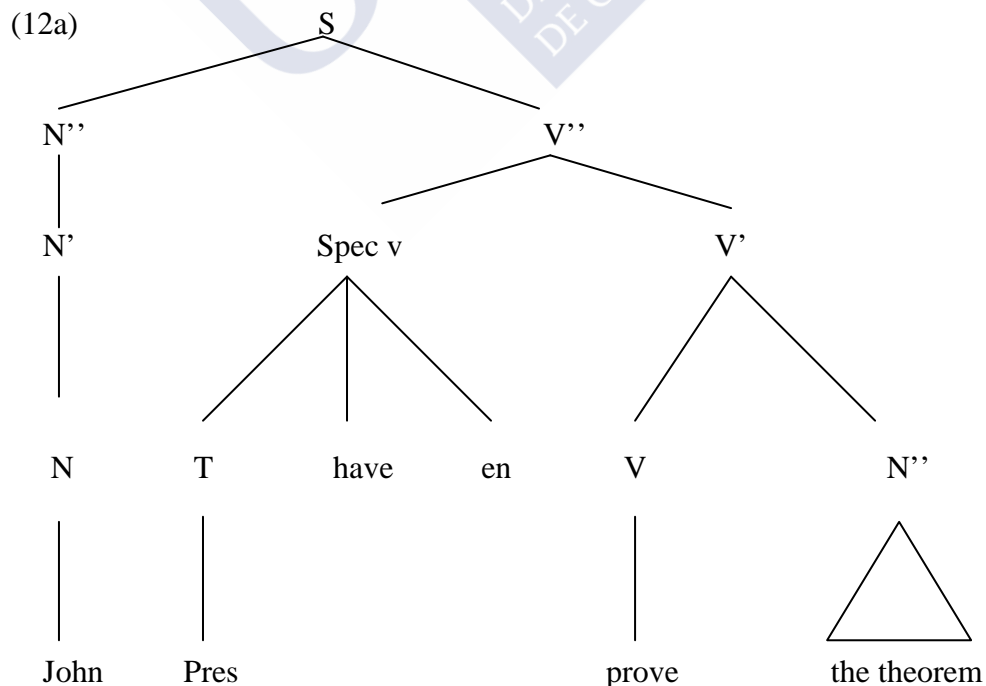 (12a) S
N’’ V’’
N’ Spec v V’
N T have en V N’’
John Pres prove the theorem